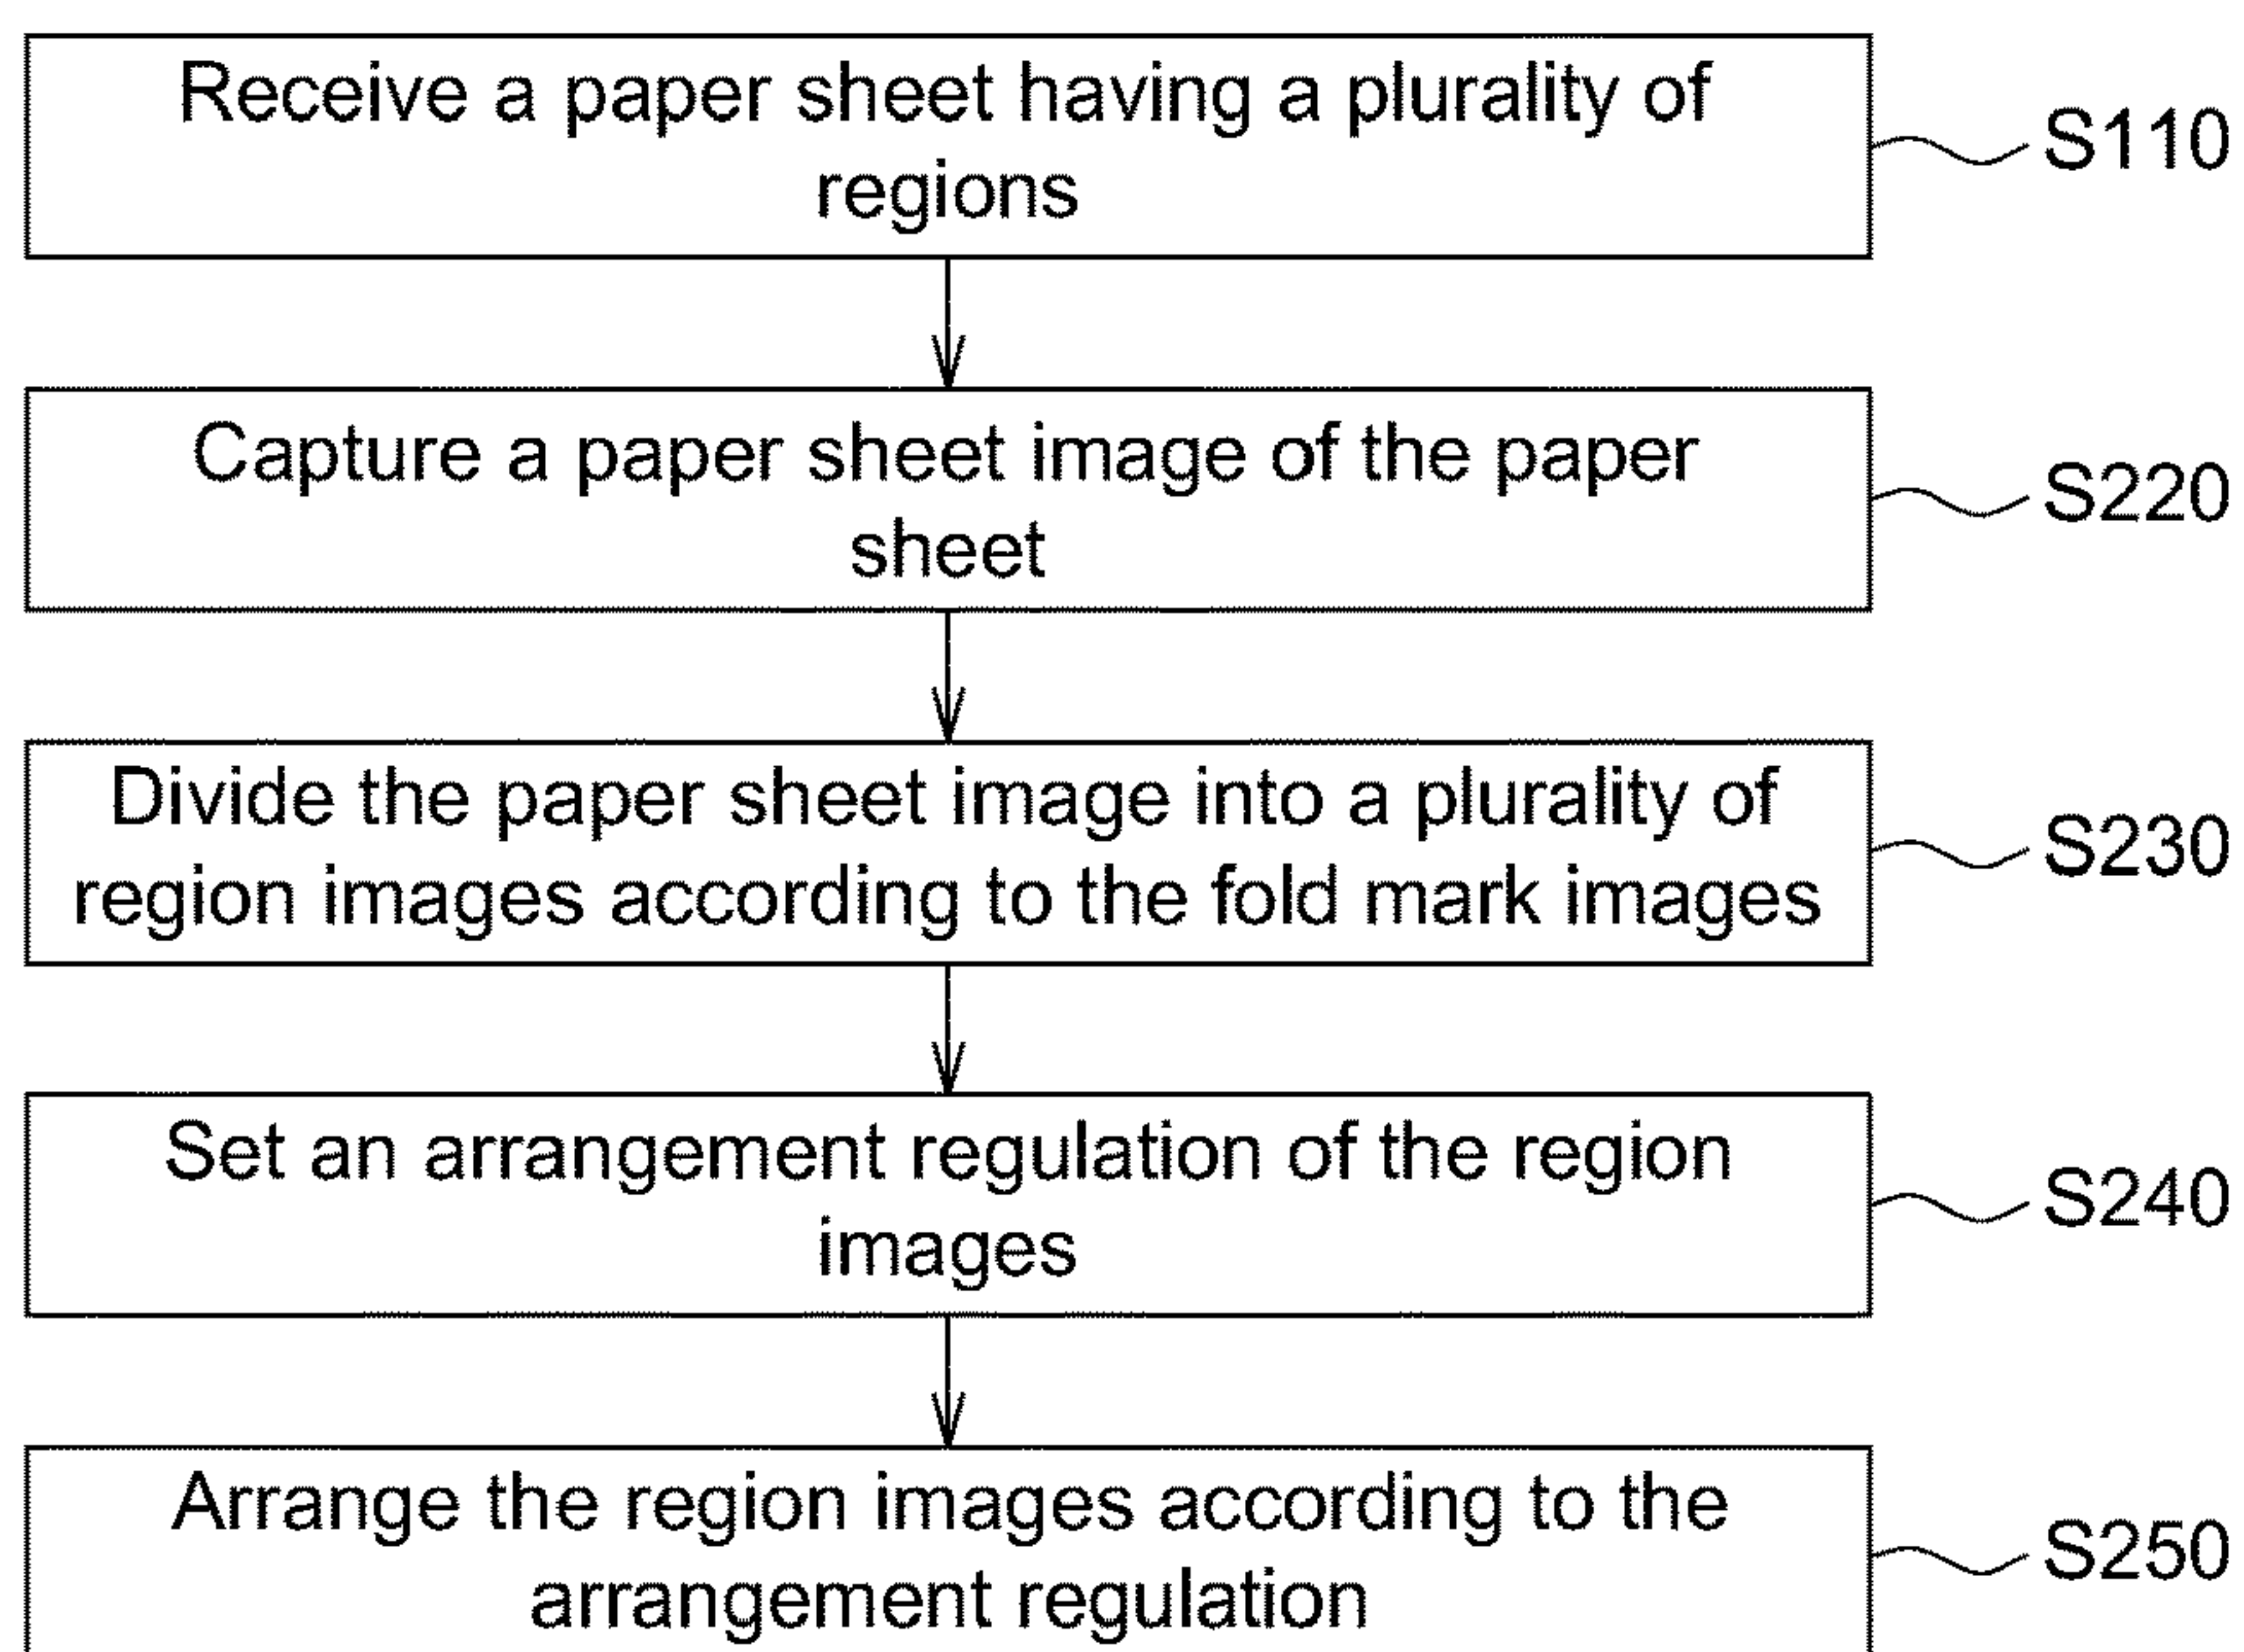 Receive a paper sheet having a plurality of
regions
S110
Capture a paper sheet image of the paper
sheet
S220
Divide the paper sheet image into a plurality of
region images according to the fold mark images
S230
Set an arrangement regulation of the region
images
S240
Arrange the region images according to the
arrangement regulation
S250